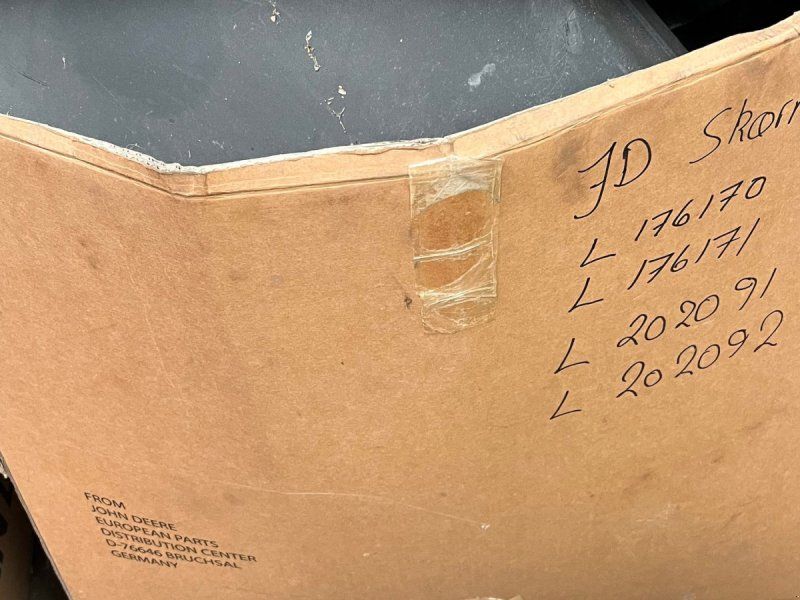 JD Skærm
L 176170
L 176171
L 202091
L 202092
FROM
JOHN DEERE
EUROPEAN PARTS
DISTRIBUTION CENTER
D-76646 BRUCHSAL
GERMANY